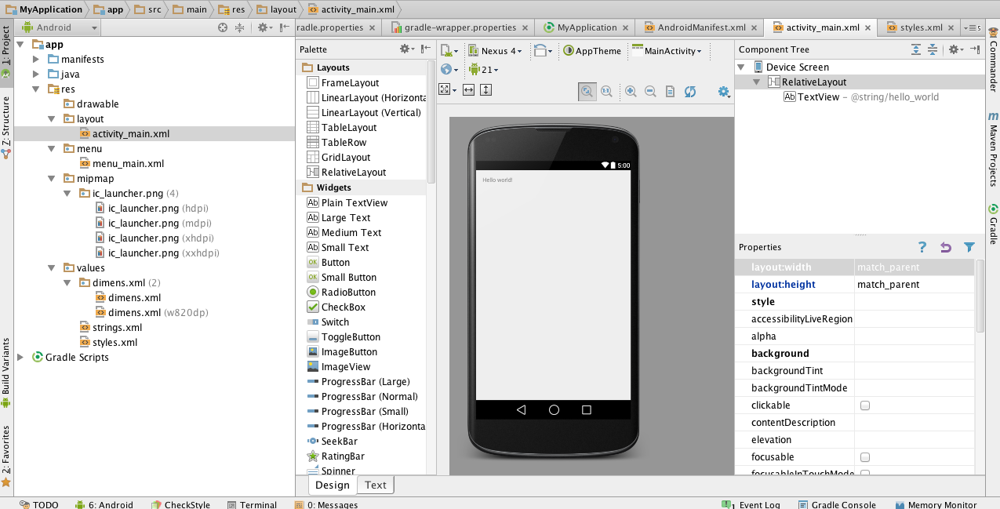 MyApplication app src main res layout activity_main.xml
Android
radle.properties gradle-wrapper.properties MyApplication AndroidManifest.xml activity_main.xml styles.xml 5
1: Project
Z: Structure
Build Variants
2: Favorites
app
manifests
java
res
drawable
layout
activity_main.xml
menu
menu_main.xml
mipmap
ic_launcher.png (4)
ic_launcher.png (hdpi)
ic_launcher.png (mdpi)
ic_launcher.png (xhdpi)
ic_launcher.png (xxhdpi)
values
dimens.xml (2)
dimens.xml
dimens.xml (w820dp)
strings.xml
styles.xml
Gradle Scripts
Palette
Layouts
FrameLayout
LinearLayout (Horizonta
LinearLayout (Vertical)
TableLayout
TableRow
GridLayout
RelativeLayout
Widgets
Ab Plain TextView
Ab Large Text
Ab Medium Text
Ab Small Text
OK Button
OK Small Button
RadioButton
CheckBox
Switch
ToggleButton
ImageButton
ImageView
ProgressBar (Large)
ProgressBar (Normal)
ProgressBar (Small)
ProgressBar (Horizonta
SeekBar
RatingBar
Spinner
Nexus 4 AppTheme MainActivity
21
5:00
Hello world!
Design Text
Component Tree
Device Screen
RelativeLayout
Ab TextView – @string/hello_world
Properties ?
layout:width match_parent
layout:height match_parent
style
accessibilityLiveRegion
alpha
background
backgroundTint
backgroundTintMode
clickable
contentDescription
elevation
focusable
focusableInTouchMode
Commander
m Maven Projects
Gradle
TODO 6: Android CheckStyle Terminal 0: Messages 1 Event Log Gradle Console Memory Monitor